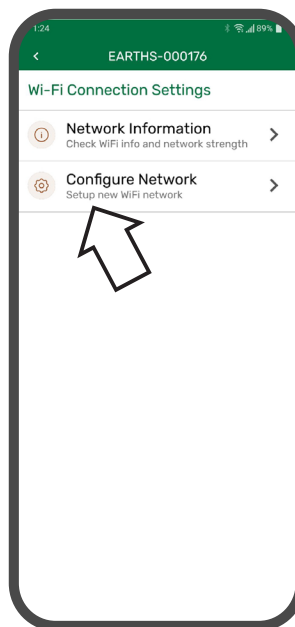 1:24
89%
EARTHS-000176
Wi-Fi Connection Settings
Network Information
Check WiFi info and network strength
Configure Network
Setup new WiFi network